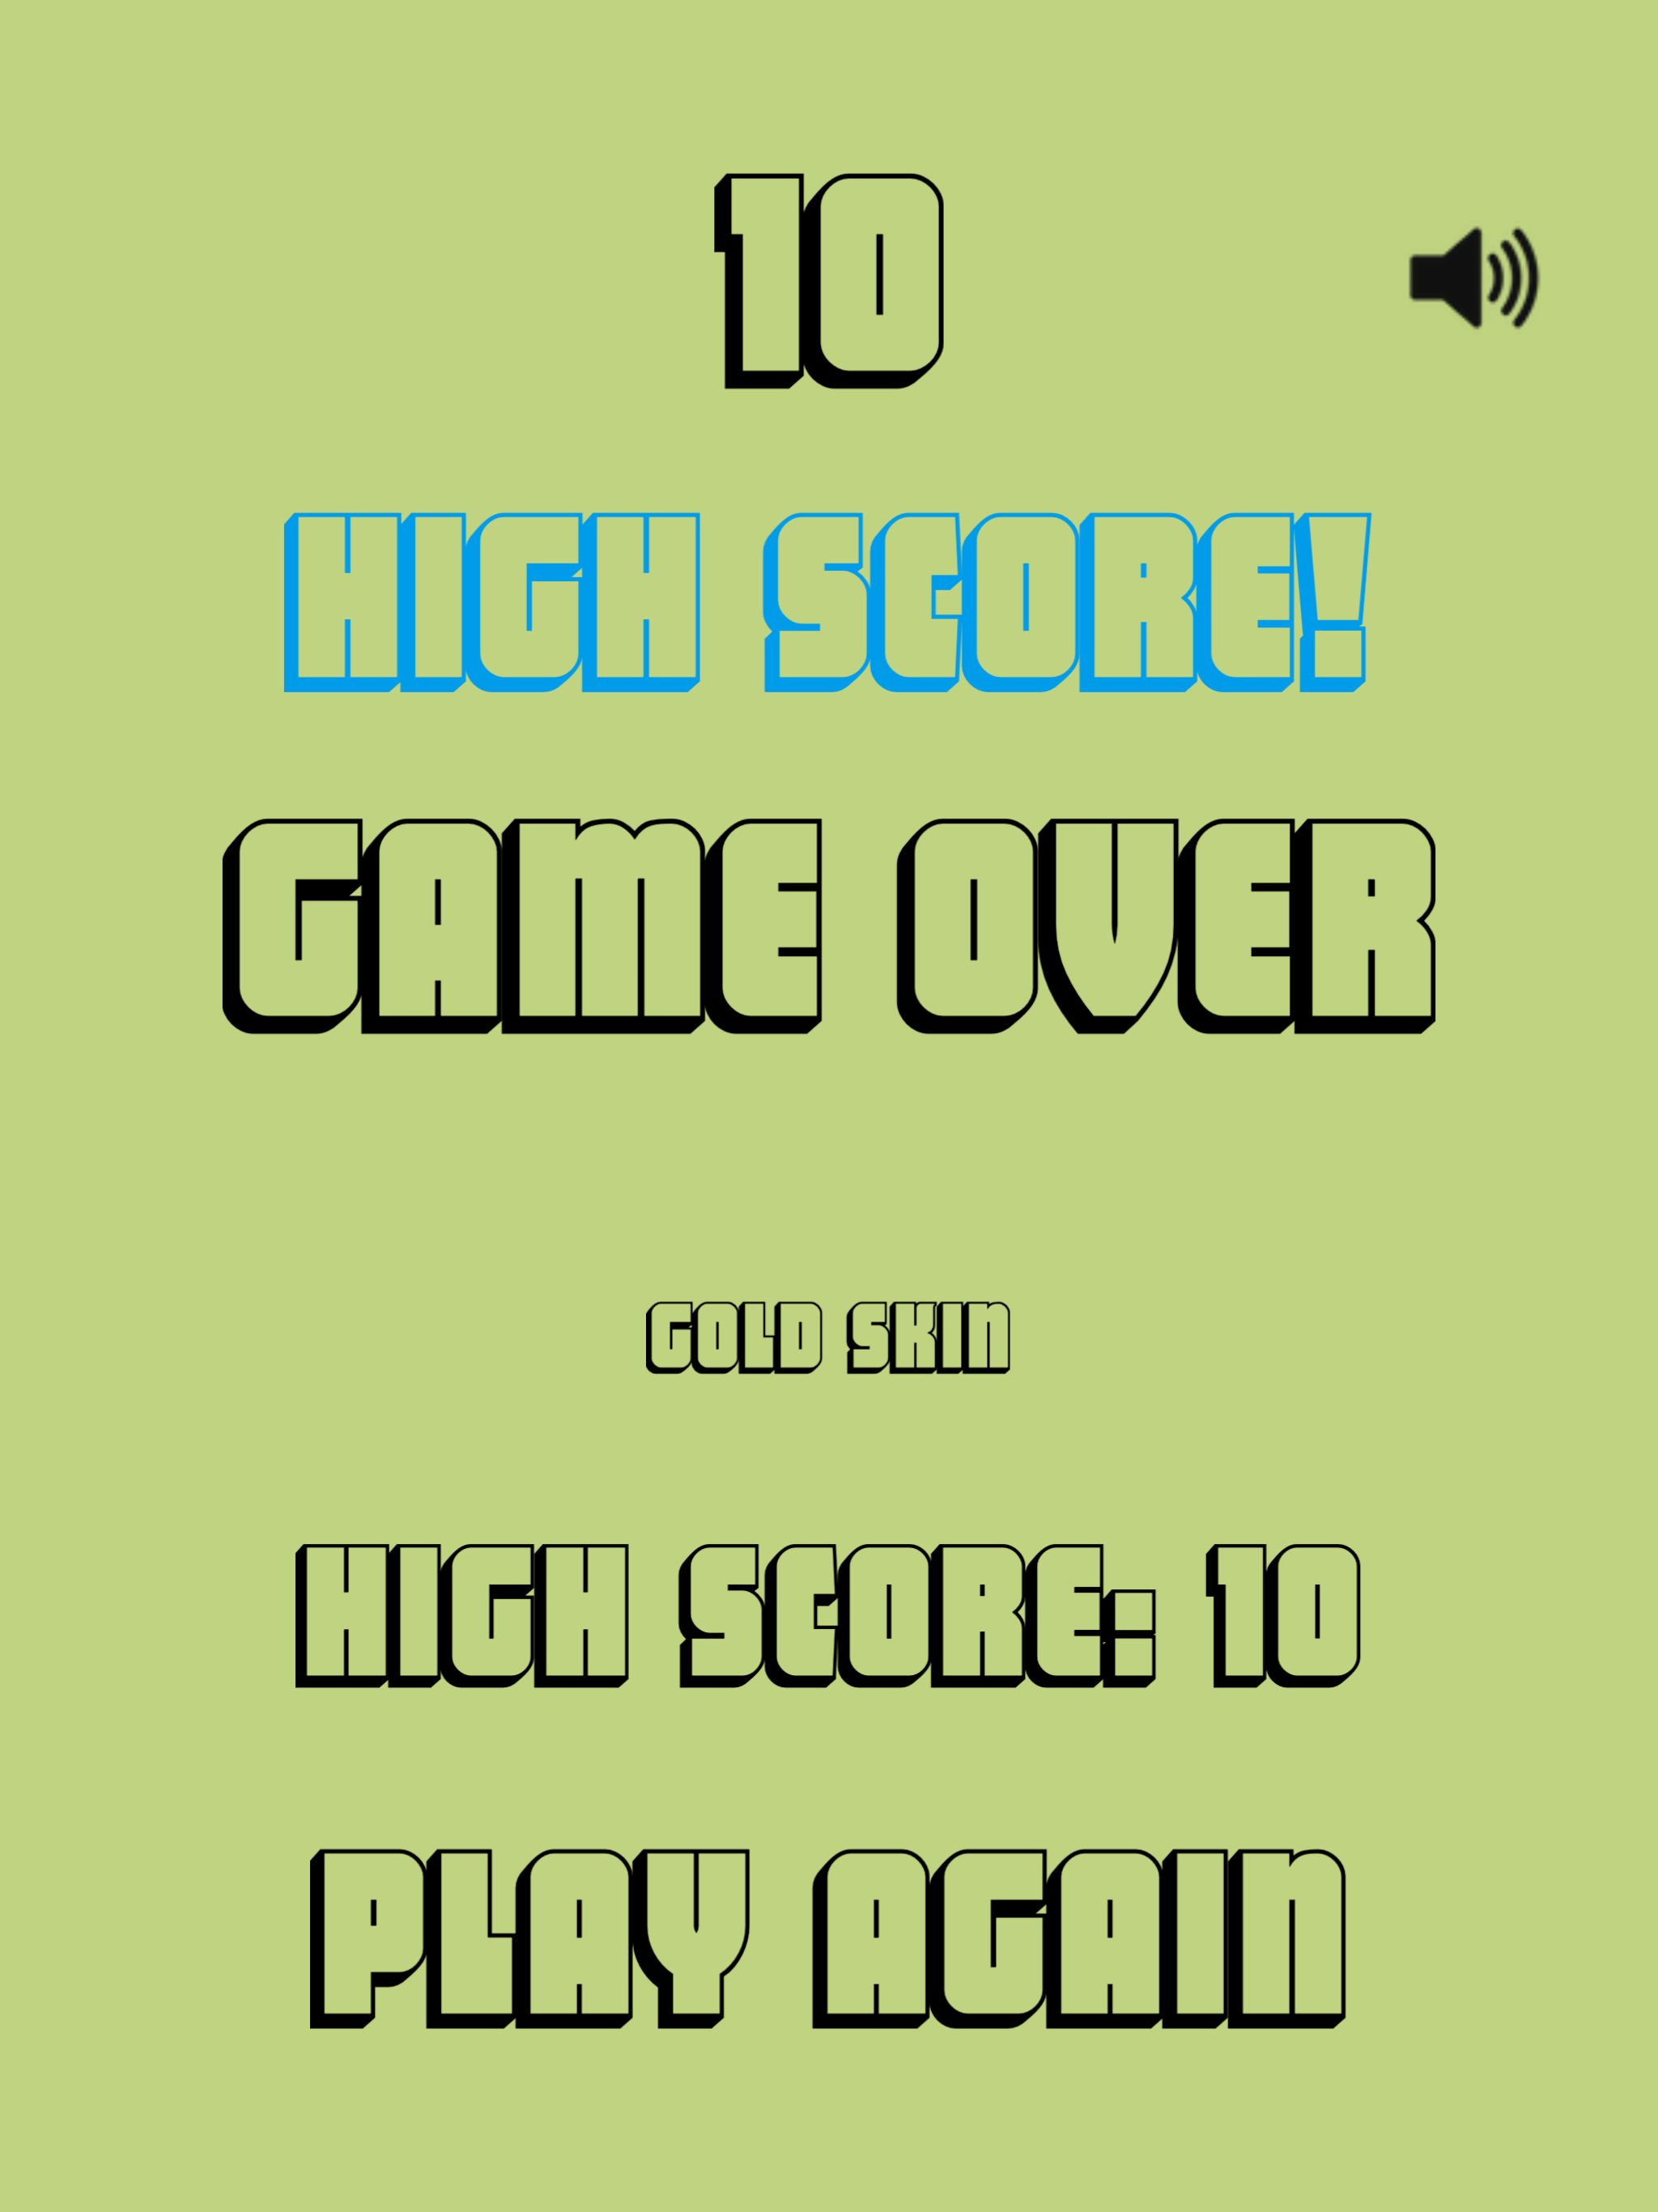 10
HIGH SCORE!
GAME OVER
GOLD SKIN
HIGH SCORE: 10
PLAY AGAIN